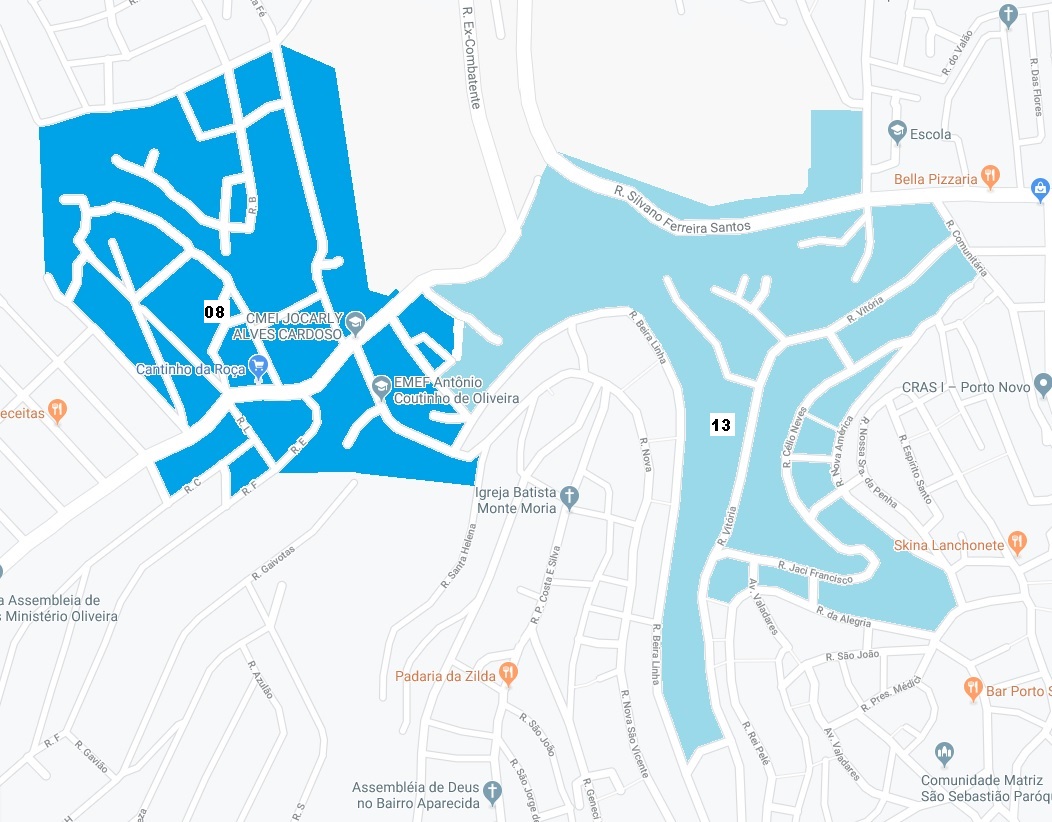 ta Fé
R. Ex-Combatente
R. do Valão
R. Das Flores
Escola
Bella Pizzaria
R. Silvano Ferreira Santos
R. B
R. Comunitária
08
CMEI JOCARLY
ALVES CARDOSO
R. Vitória
R. Beira Linha
Cantinho da Roça
EMEF Antônio
Coutinho de Oliveira
CRAS I – Porto Novo
eceitas
13
R. L
R. E
R. Célio Neves
R. Nova América
R. Nossa Sra. da Penha
R. Espírito Santo
R. Nova
R. C
R. F
Igreja Batista
Monte Moria
R. Vitória
Skina Lanchonete
R. Gaivotas
R. Santa Helena
R. P. Costa E Silva
R. Jaci Francisco
Av. Valadares
R. da Alegria
a Assembleia de
s Ministério Oliveira
R. Beira Linha
R. São João
R. Azulão
Padaria da Zilda
R. Pres. Médici
Bar Porto S
R. Nova São Vicente
R. São João
R. Rei Pelé
Av. Valadares
R. F
R. Gavião
Comunidade Matriz
São Sebastião Paróqu
Assembléia de Deus
no Bairro Aparecida
R. São Jorge d
R. Geneci
R. S
eza
H